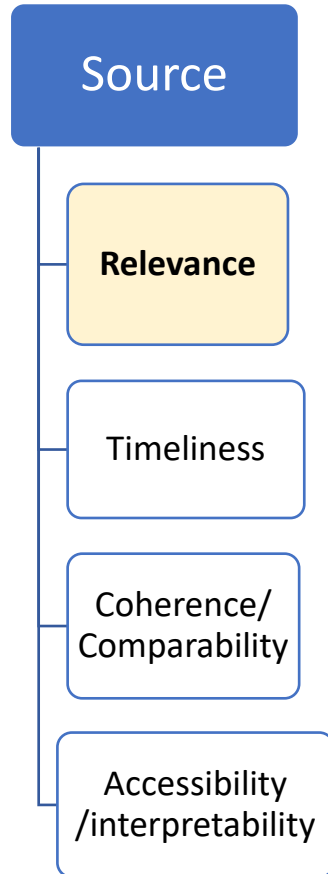 Source
Relevance
Timeliness
Coherence/
Comparability
Accessibility
/interpretability